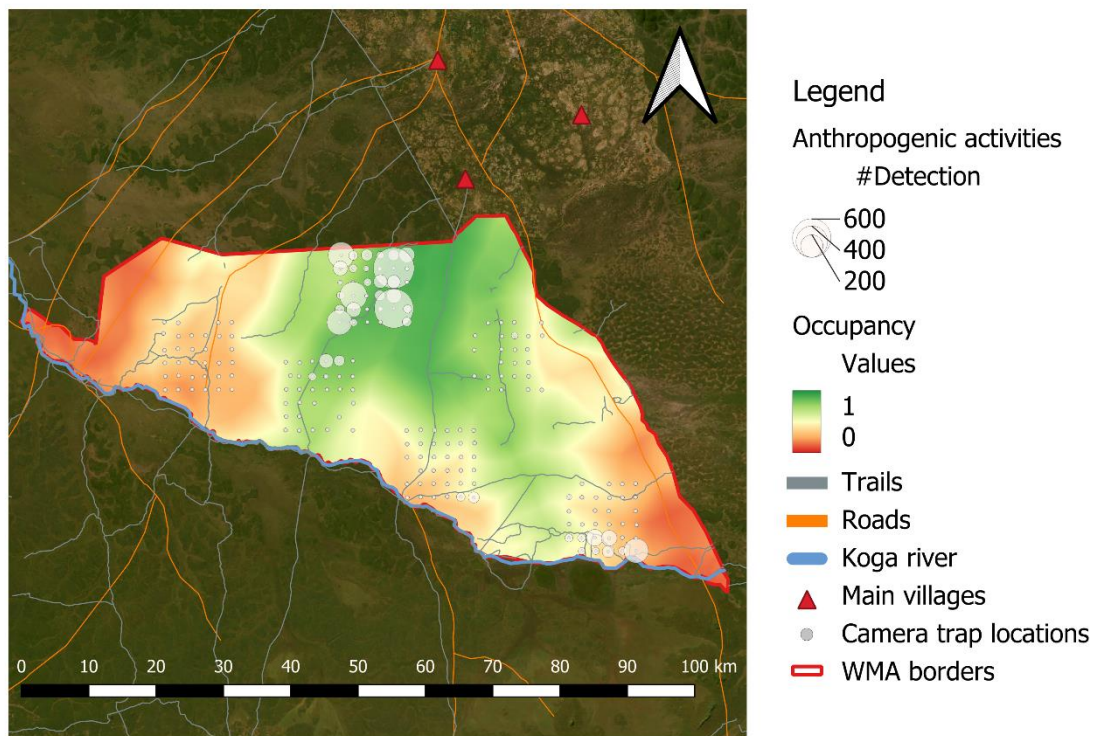 Legend
Anthropogenic activities
#Detection
600
400
200
Occupancy
Values
1
0
Trails
Roads
Koga river
Main villages
Camera trap locations
WMA borders
0 10 20 30 40 50 60 70 80 90 100 km